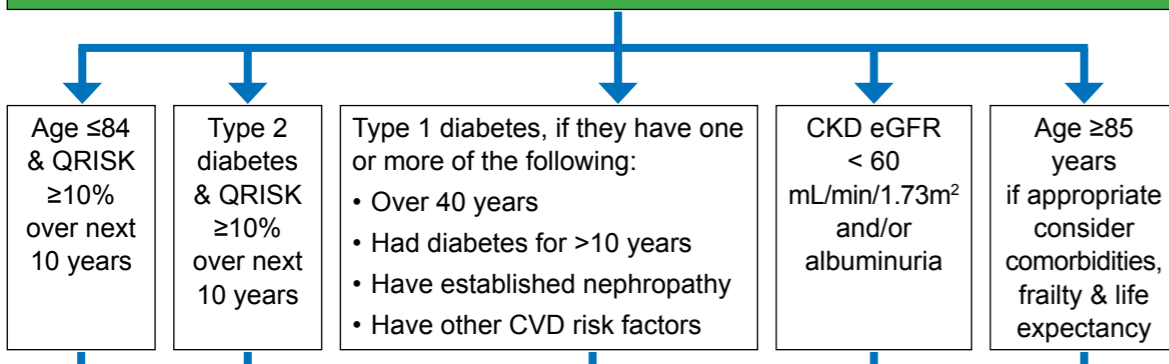 Age ≤84
& QRISK
≥10%
over next
10 years
Type 2
diabetes
& QRISK
≥10%
over next
10 years
Type 1 diabetes, if they have one
or more of the following:
• Over 40 years
• Had diabetes for >10 years
• Have established nephropathy
• Have other CVD risk factors
CKD eGFR
< 60
mL/min/1.73m²
and/or
albuminuria
Age ≥85
years
if appropriate
consider
comorbidities,
frailty & life
expectancy